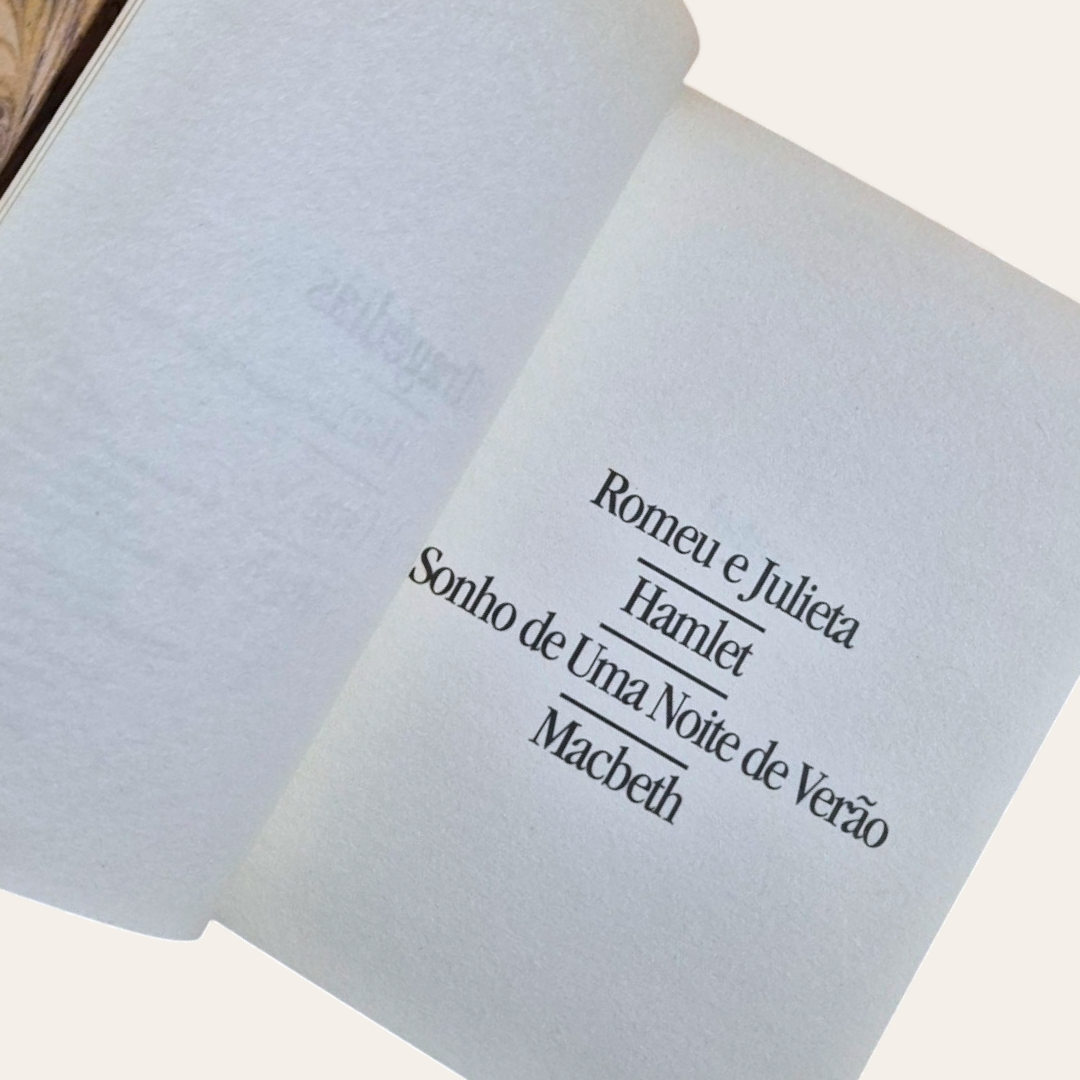 Romeu e Julieta
Hamlet
Sonho de Uma Noite de Verão
Macbeth